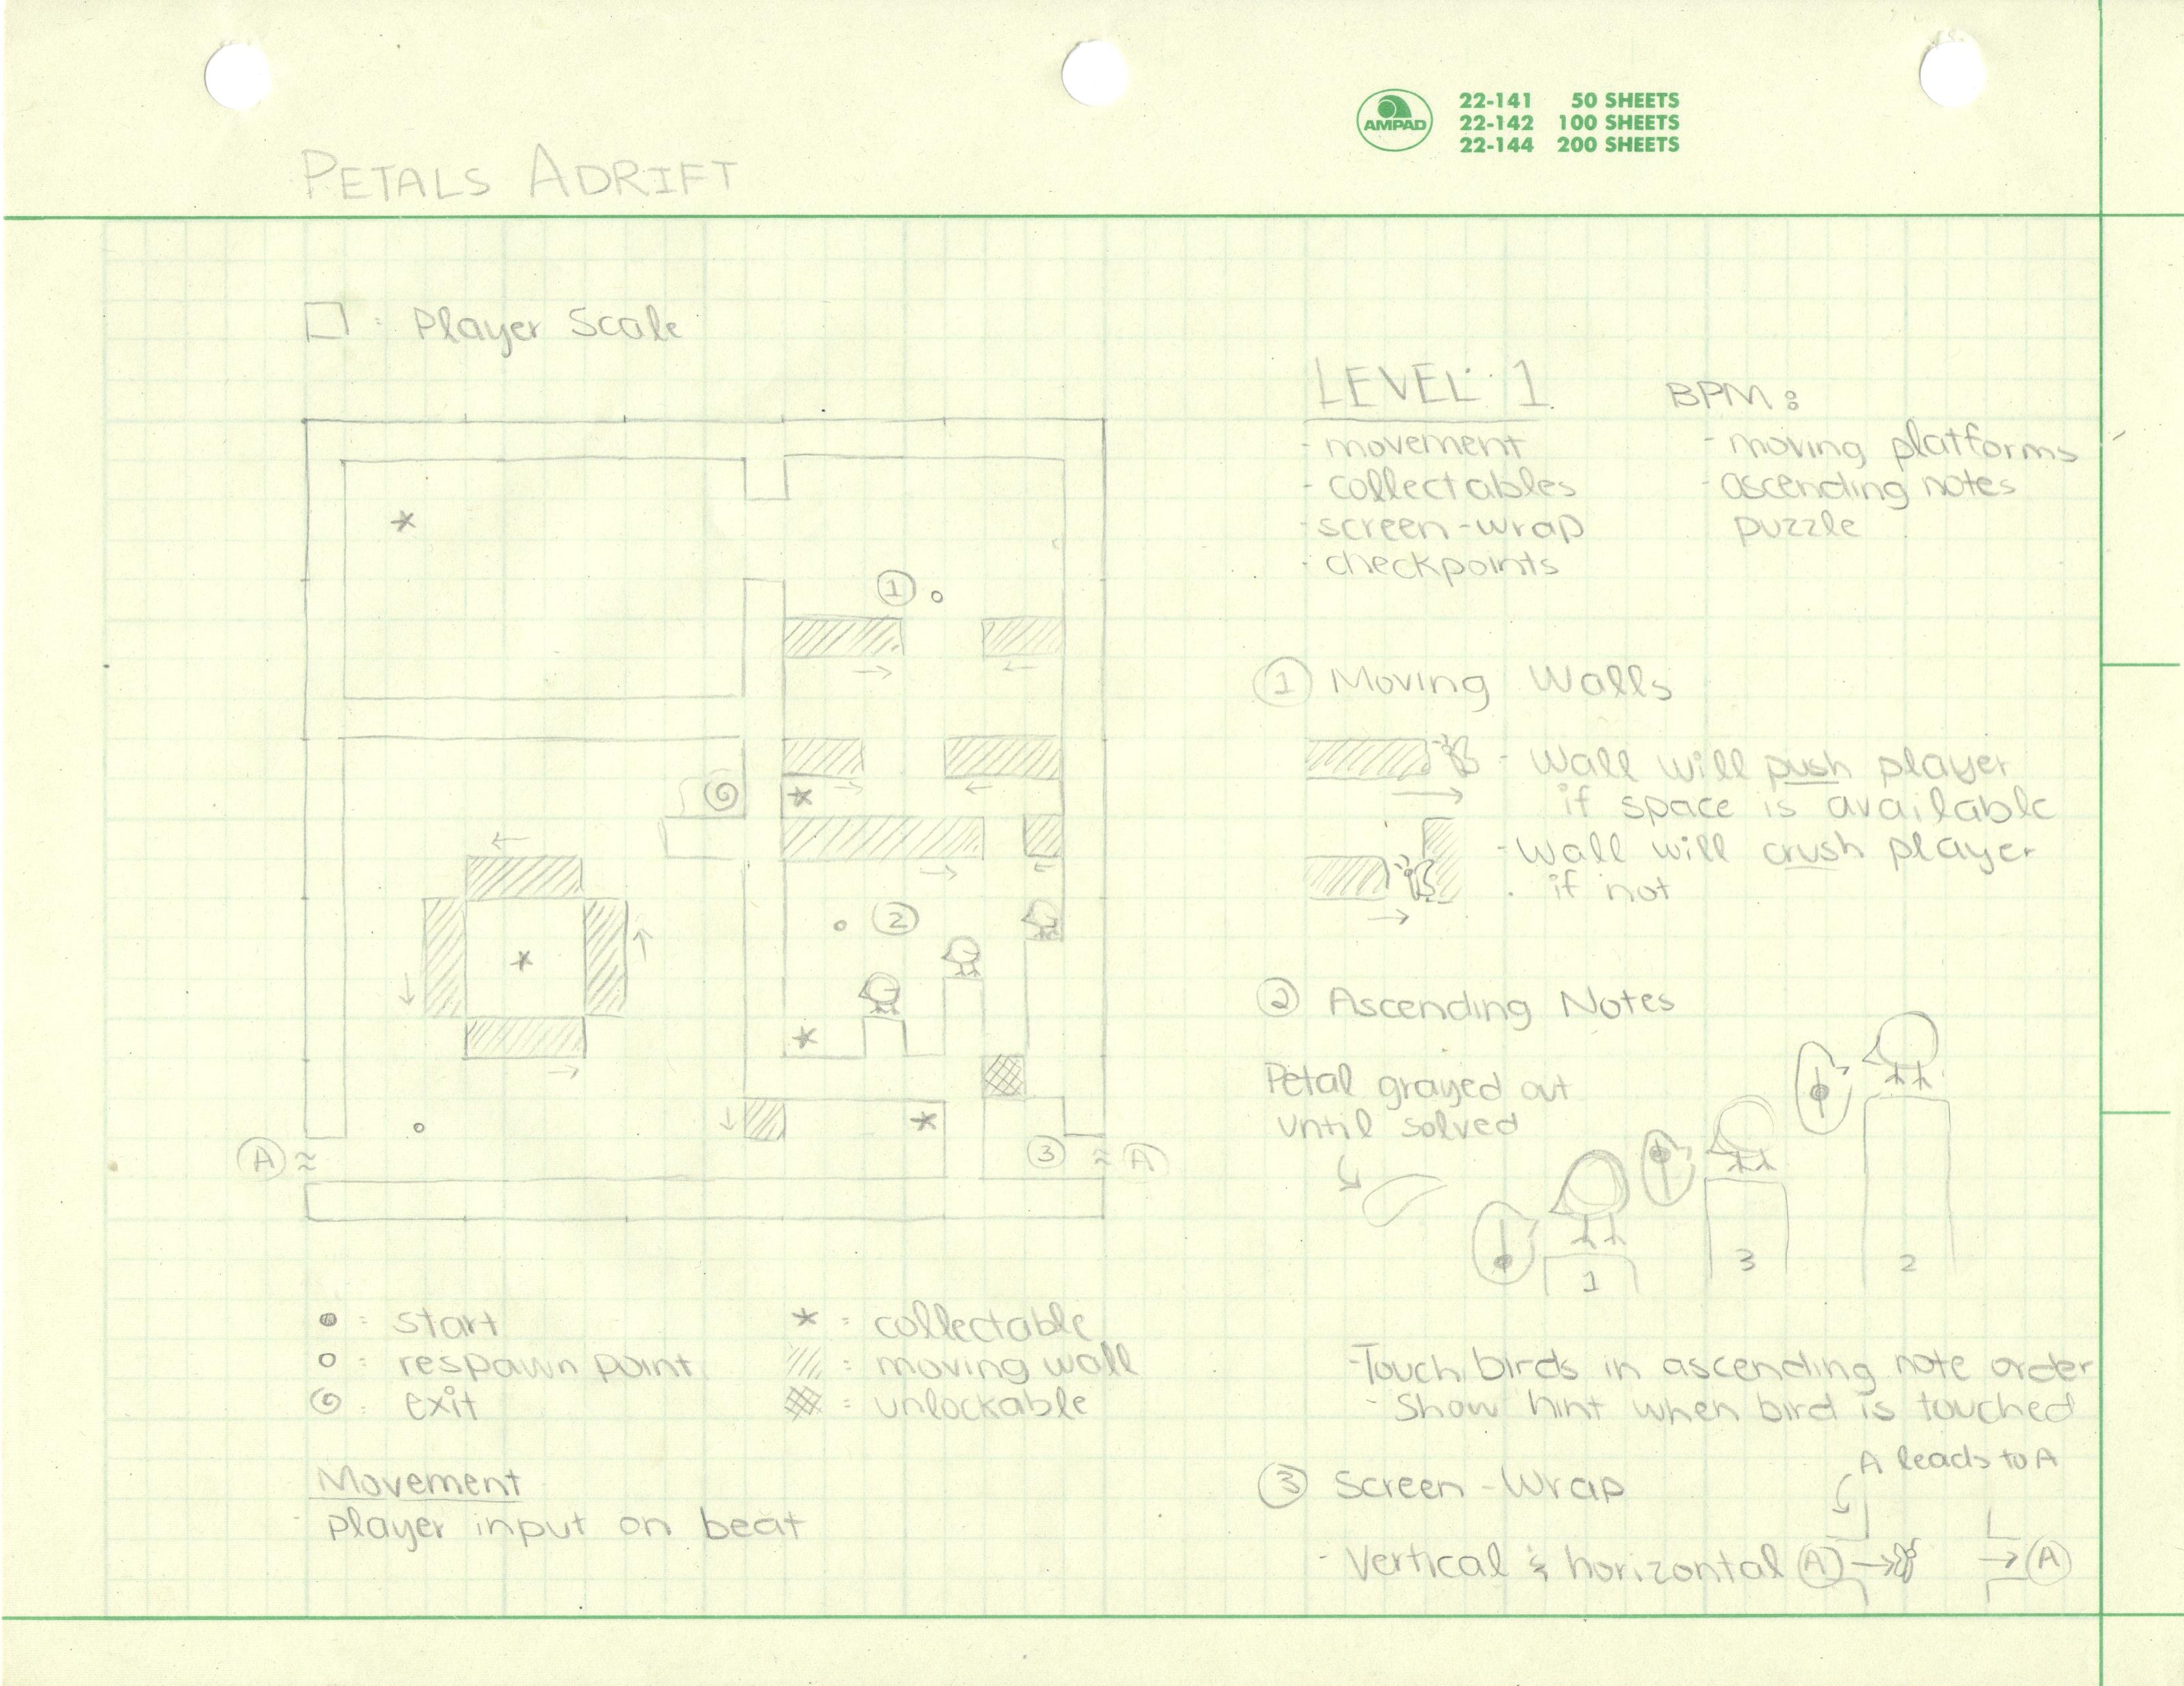 22-141 50 SHEETS
22-142 100 SHEETS
22-144 200 SHEETS
AMPAD
PETALS ADRIFT
: Player Scale
LEVEL 1
- movement
- collectables
- screen-wrap
- checkpoints
BPM:
- moving platforms
- ascending notes
puzzle
1
2
3
A
A
1 Moving Walls
- Wall will push player
if space is available
- Wall will crush player
if not
2 Ascending Notes
Petal grayed out
until solved
1
3
2
- Touch birds in ascending note order
- Show hint when bird is touched
3 Screen-Wrap
A leads to A
- Vertical & horizontal A
A
: start
: respawn point
: exit
* : collectable
: moving wall
: unlockable
Movement
- player input on beat